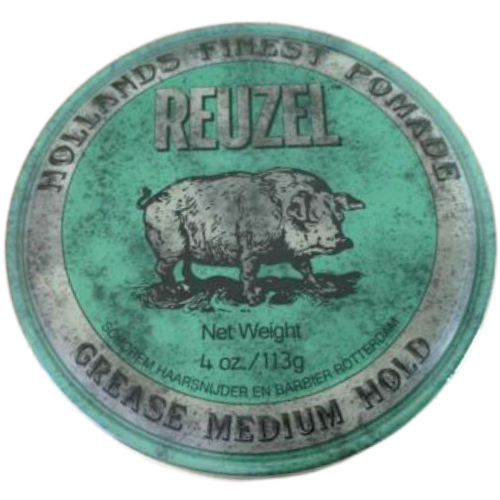 HOLLANDS FINEST POMADE
REUZEL
Net Weight
4 oz./113g
SCHOREM HAARSNIJDER EN BARBIER ROTTERDAM
GREASE MEDIUM HOLD